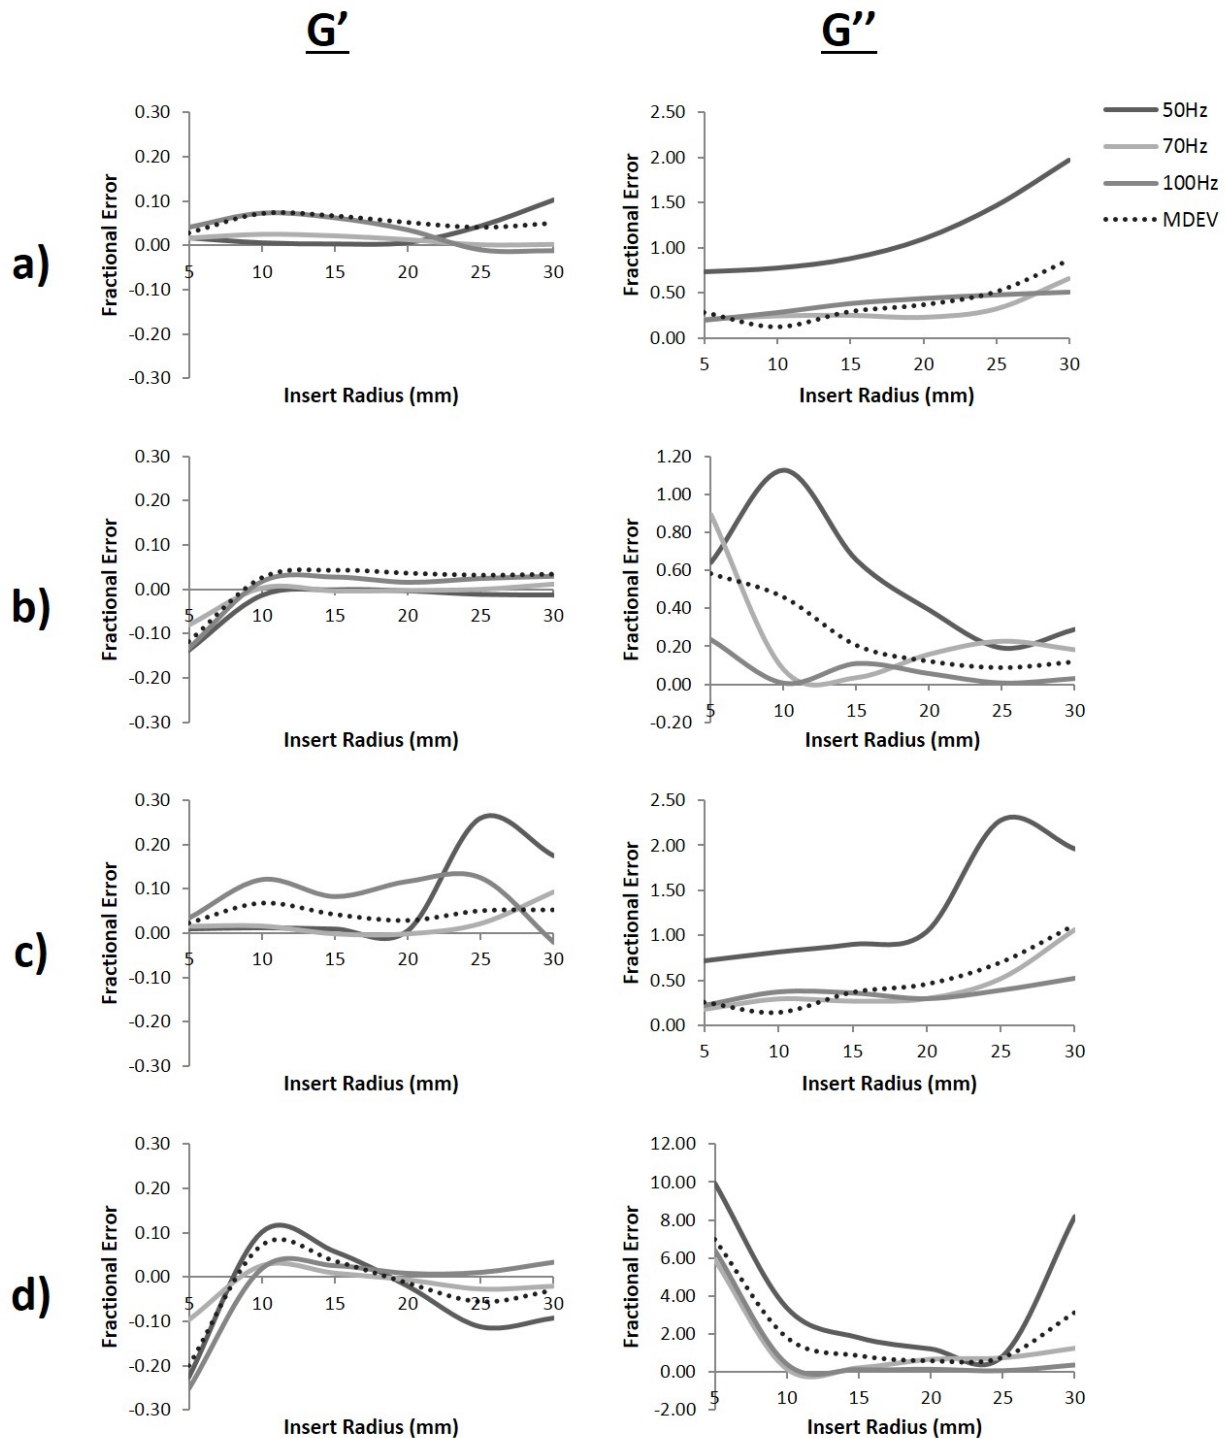 G’ G’’
50Hz
70Hz
100Hz
MDEV
a)
Fractional Error
0.30
0.20
0.10
0.00
-0.10
-0.20
-0.30
5 10 15 20 25 30
Insert Radius (mm)
Fractional Error
2.50
2.00
1.50
1.00
0.50
0.00
5 10 15 20 25 30
Insert Radius (mm)
b)
Fractional Error
0.30
0.20
0.10
0.00
-0.10
-0.20
-0.30
5 10 15 20 25 30
Insert Radius (mm)
Fractional Error
1.20
1.00
0.80
0.60
0.40
0.20
0.00
-0.20
5 10 15 20 25 30
Insert Radius (mm)
c)
Fractional Error
0.30
0.20
0.10
0.00
-0.10
-0.20
-0.30
5 10 15 20 25 30
Insert Radius (mm)
Fractional Error
2.50
2.00
1.50
1.00
0.50
0.00
5 10 15 20 25 30
Insert Radius (mm)
d)
Fractional Error
0.30
0.20
0.10
0.00
-0.10
-0.20
-0.30
5 10 15 20 25 30
Insert Radius (mm)
Fractional Error
12.00
10.00
8.00
6.00
4.00
2.00
0.00
-2.00
5 10 15 20 25 30
Insert Radius (mm)